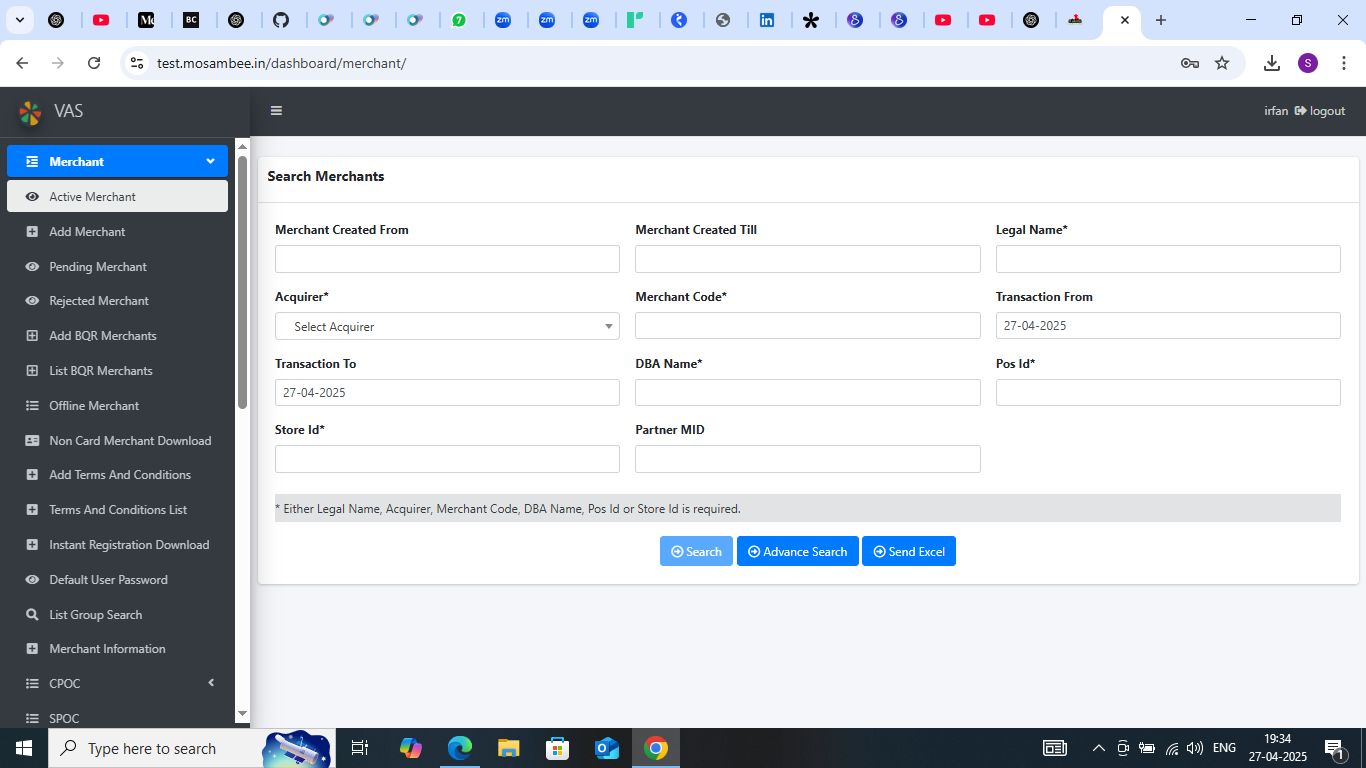 test.mosambee.in/dashboard/merchant/
S
VAS
irfan logout
Merchant
Active Merchant
Add Merchant
Pending Merchant
Rejected Merchant
Add BQR Merchants
List BQR Merchants
Offline Merchant
Non Card Merchant Download
Add Terms And Conditions
Terms And Conditions List
Instant Registration Download
Default User Password
List Group Search
Merchant Information
CPOC
SPOC
Search Merchants
Merchant Created From
Merchant Created Till
Legal Name*
Acquirer*
Merchant Code*
Transaction From
Select Acquirer
27-04-2025
Transaction To
DBA Name*
Pos Id*
27-04-2025
Store Id*
Partner MID
* Either Legal Name, Acquirer, Merchant Code, DBA Name, Pos Id or Store Id is required.
Search
Advance Search
Send Excel
Type here to search
ENG
19:34
27-04-2025
1